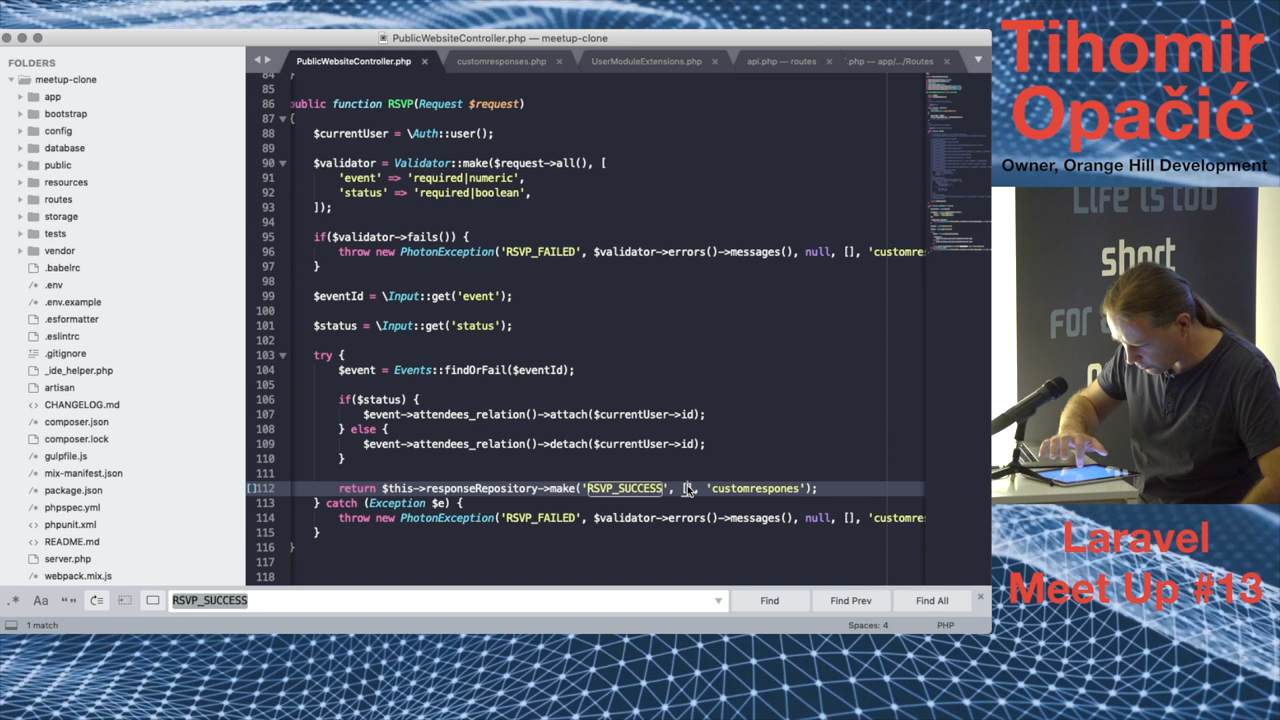 PublicWebsiteController.php — meetup-clone
FOLDERS
meetup-clone
app
bootstrap
config
database
public
resources
routes
storage
tests
vendor
.babelrc
.env
.env.example
.esformatter
.eslintrc
.gitignore
_ide_helper.php
artisan
CHANGELOG.md
composer.json
composer.lock
gulpfile.js
mix-manifest.json
package.json
phpspec.yml
phpunit.xml
README.md
server.php
webpack.mix.js
PublicWebsiteController.php
customresponses.php
UserModuleExtensions.php
api.php — routes
.php — app/.../Routes
84 }
85
86 public function RSVP(Request $request)
87 {
88 $currentUser = \Auth::user();
89
90 $validator = Validator::make($request->all(), [
91 'event' => 'required|numeric',
92 'status' => 'required|boolean',
93 ]);
94
95 if($validator->fails()) {
96 throw new PhotonException('RSVP_FAILED', $validator->errors()->messages(), null, [], 'customre
97 }
98
99 $eventId = \Input::get('event');
100
101 $status = \Input::get('status');
102
103 try {
104 $event = Events::findOrFail($eventId);
105
106 if($status) {
107 $event->attendees_relation()->attach($currentUser->id);
108 } else {
109 $event->attendees_relation()->detach($currentUser->id);
110 }
111
112 return $this->responseRepository->make('RSVP_SUCCESS', [], 'customrespones');
113 } catch (Exception $e) {
114 throw new PhotonException('RSVP_FAILED', $validator->errors()->messages(), null, [], 'customres
115 }
116 }
117
118
.* Aa “” RSVP_SUCCESS Find Find Prev Find All
1 match Spaces: 4 PHP
Tihomir
Opačić
Owner, Orange Hill Development
Life is too
short
FOR
Laravel
Meet Up #13